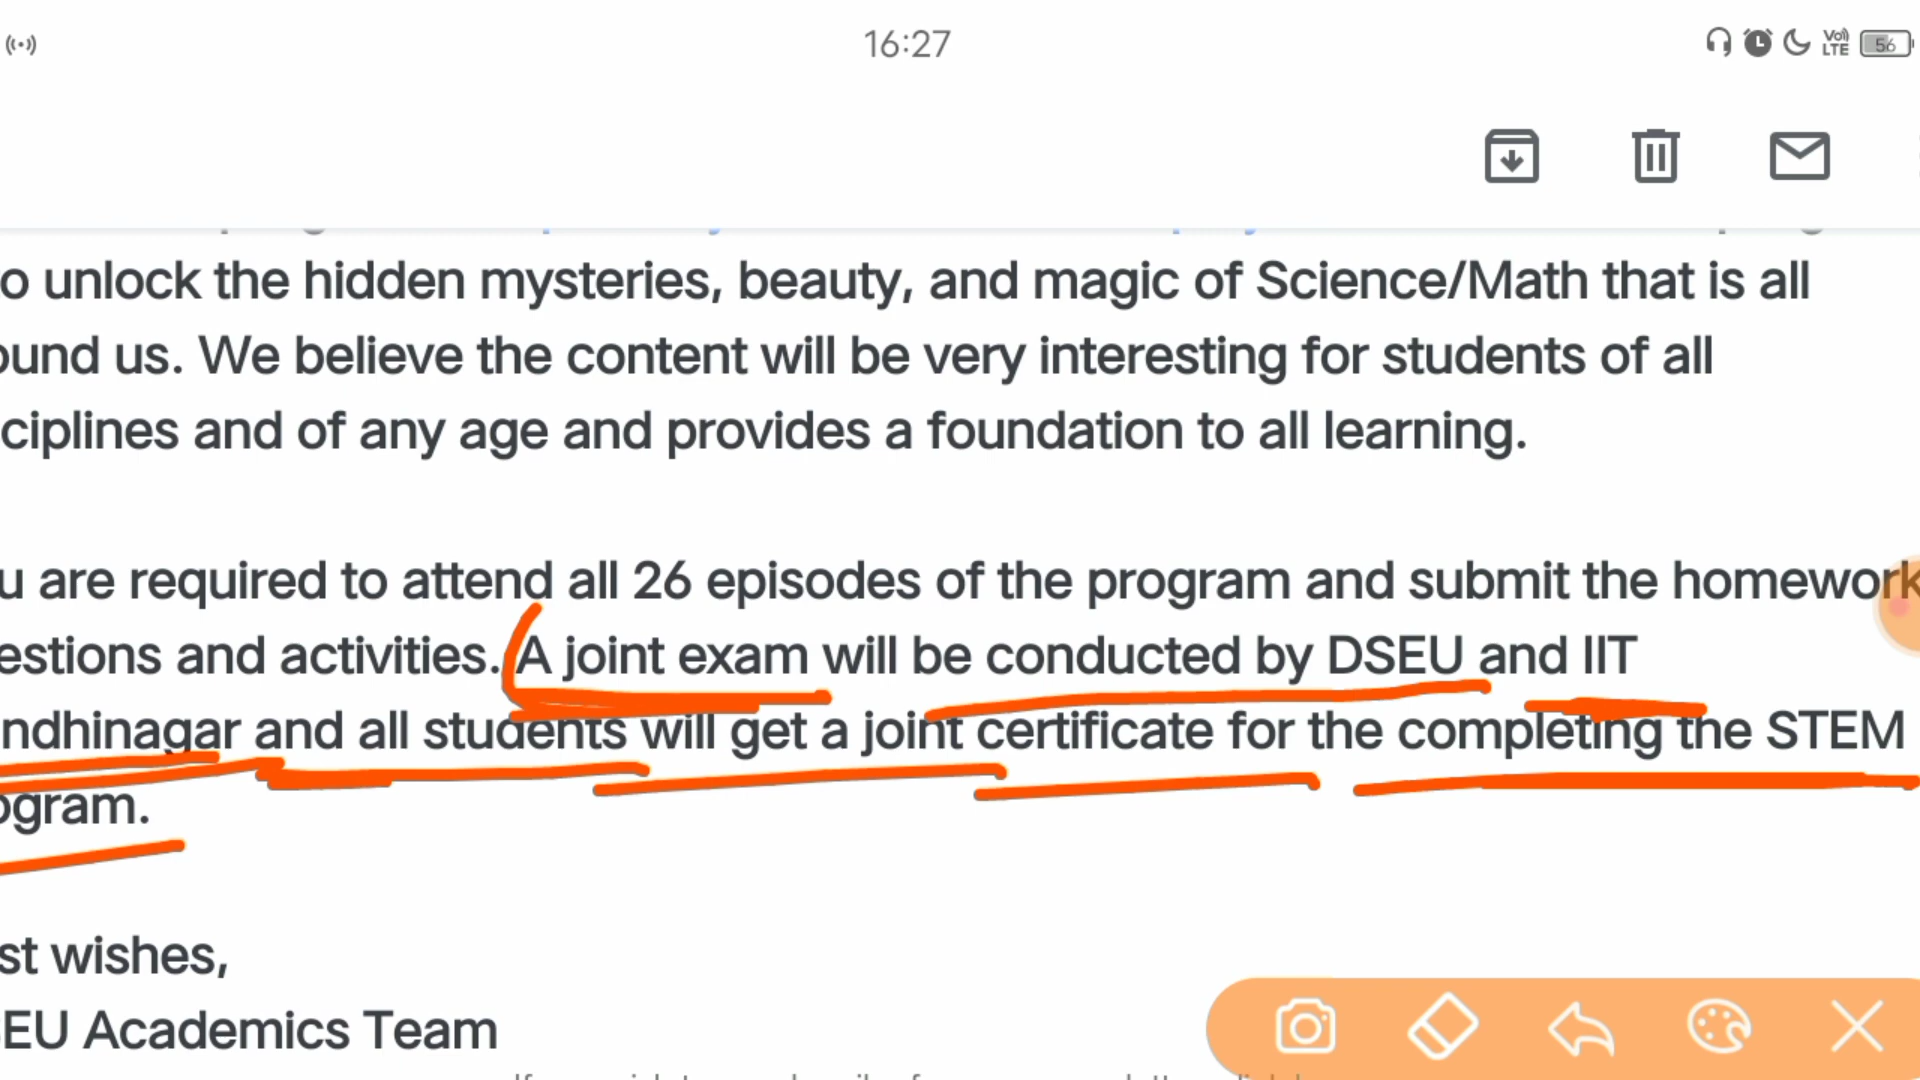 16:27
Vo)) LTE 56
o unlock the hidden mysteries, beauty, and magic of Science/Math that is all
ound us. We believe the content will be very interesting for students of all
ciplines and of any age and provides a foundation to all learning.
u are required to attend all 26 episodes of the program and submit the homework
estions and activities. A joint exam will be conducted by DSEU and IIT
ndhinagar and all students will get a joint certificate for the completing the STEM
ogram.
st wishes,
EU Academics Team